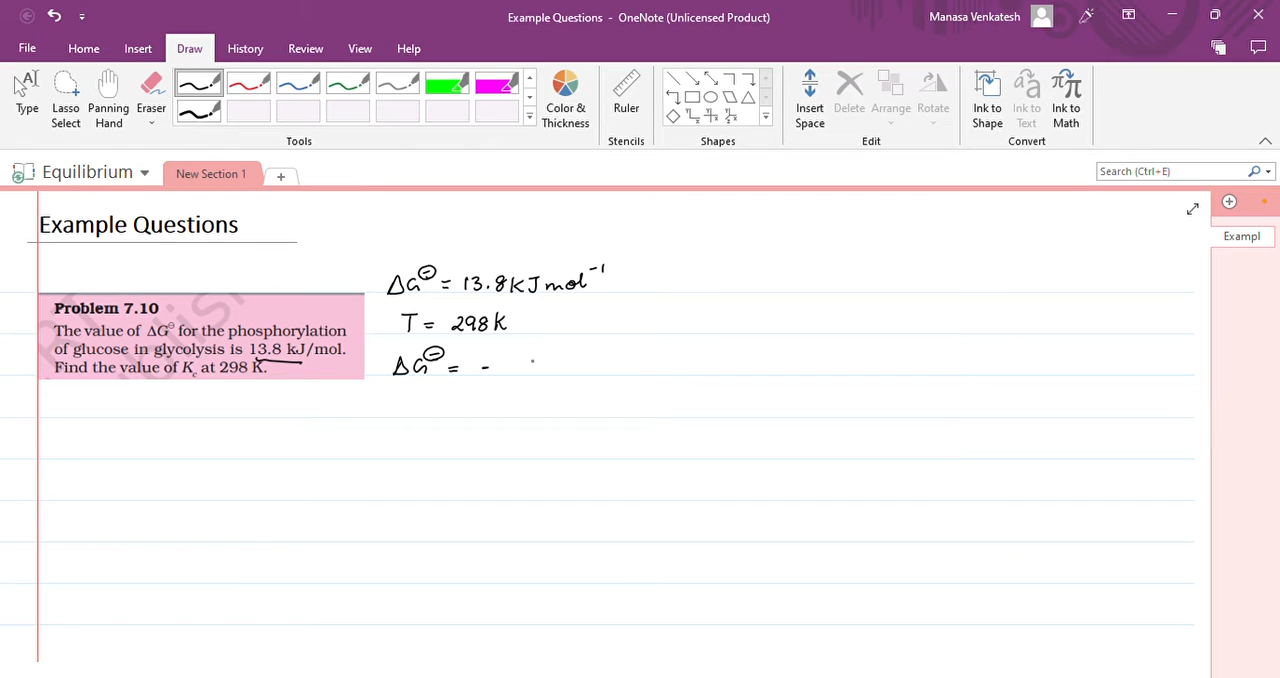 Example Questions - OneNote (Unlicensed Product)
Manasa Venkatesh
File Home Insert Draw History Review View Help
Type
Lasso Select
Panning Hand
Eraser
Color & Thickness
Ruler
Insert Space
Delete
Arrange
Rotate
Ink to Shape
Ink to Text
Ink to Math
Tools Stencils Shapes Edit Convert
Equilibrium
New Section 1
Search (Ctrl+E)
Exampl
Example Questions
Problem 7.10
The value of ΔG⊖ for the phosphorylation
of glucose in glycolysis is 13.8 kJ/mol.
Find the value of Kc at 298 K.
ΔG⊖ = 13.8 KJ mol⁻¹
T = 298 K
ΔG⊖ = -